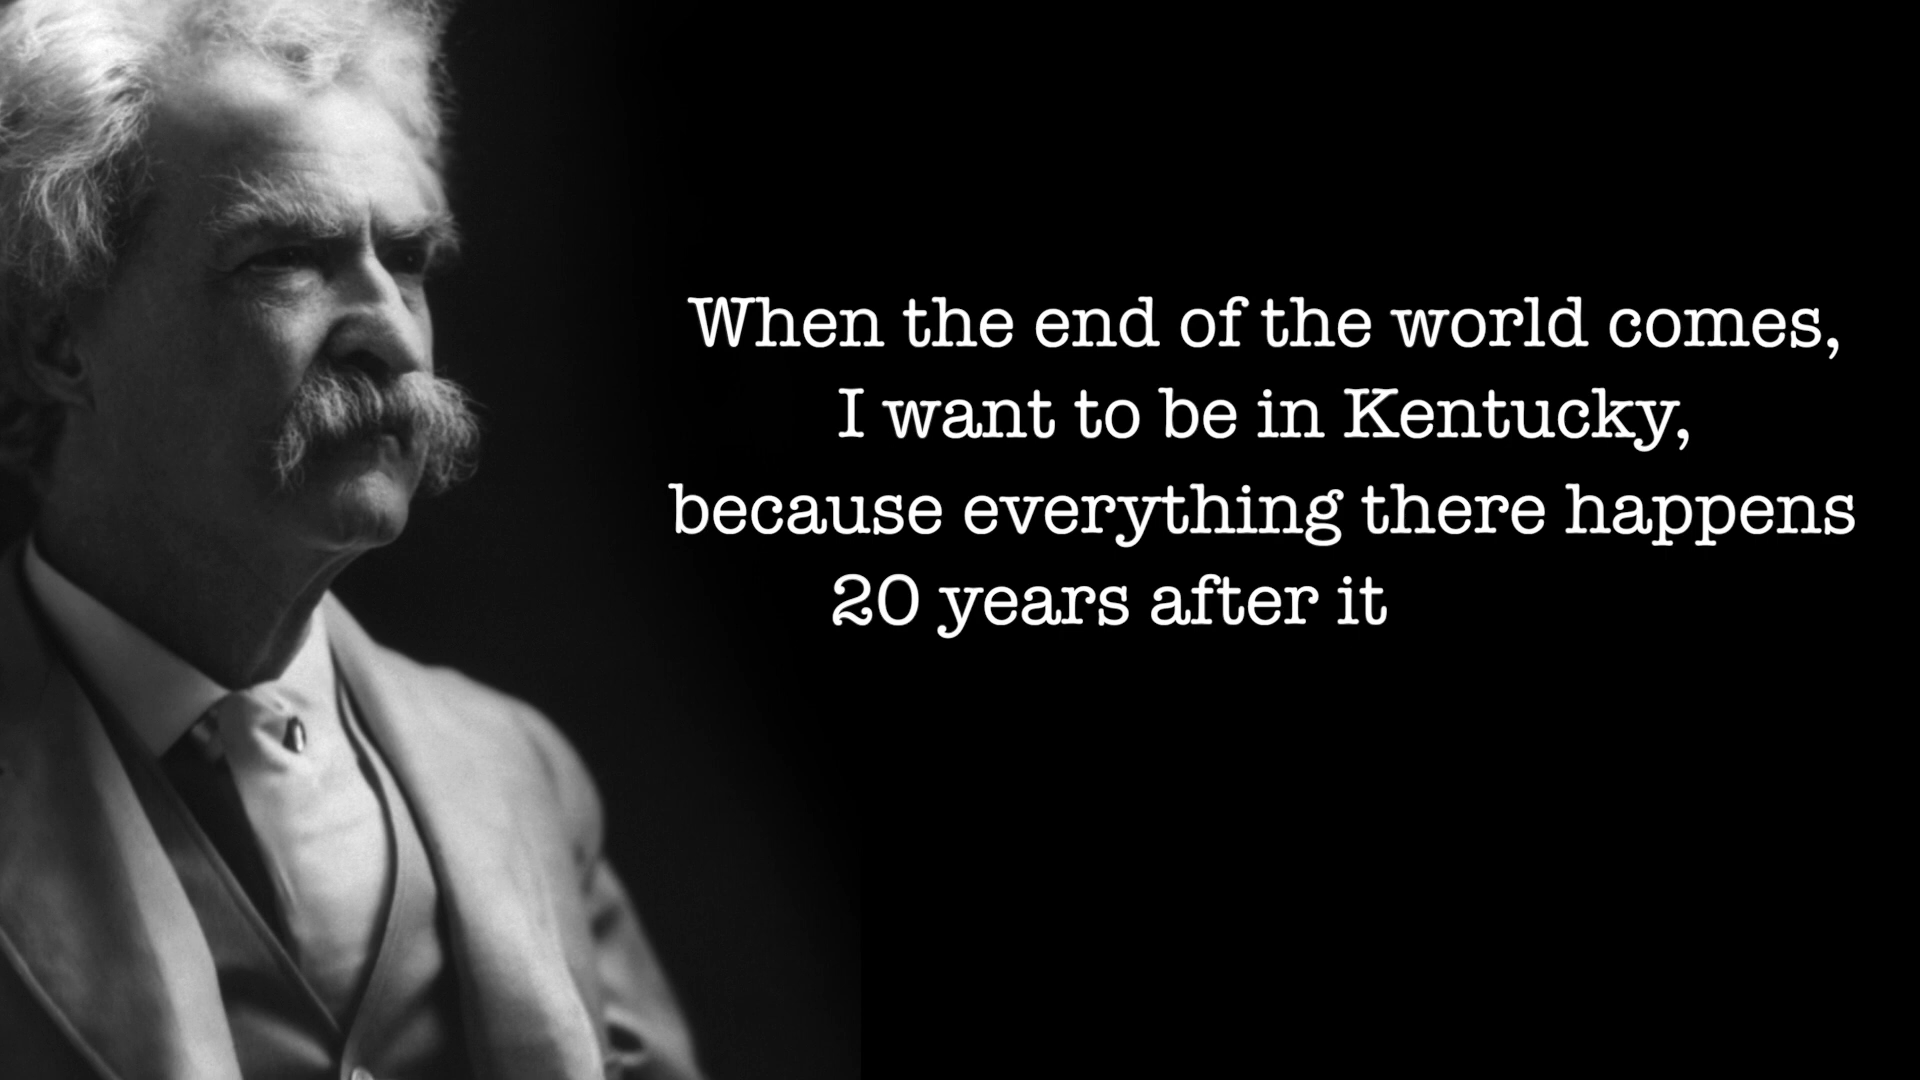 When the end of the world comes,
I want to be in Kentucky,
because everything there happens
20 years after it